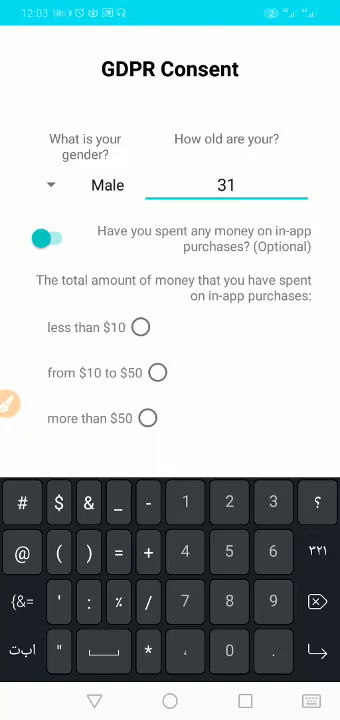 12:03
2
GDPR Consent
What is your
gender?
How old are your?
Male
31
Have you spent any money on in-app
purchases? (Optional)
The total amount of money that you have spent
on in-app purchases:
less than $10
from $10 to $50
more than $50
# $ & _ - 1 2 3 ؟
@ ( ) = + 4 5 6 ٣٢١
{&= ' : ٪ / 7 8 9
اب‌ت " * ، 0 .